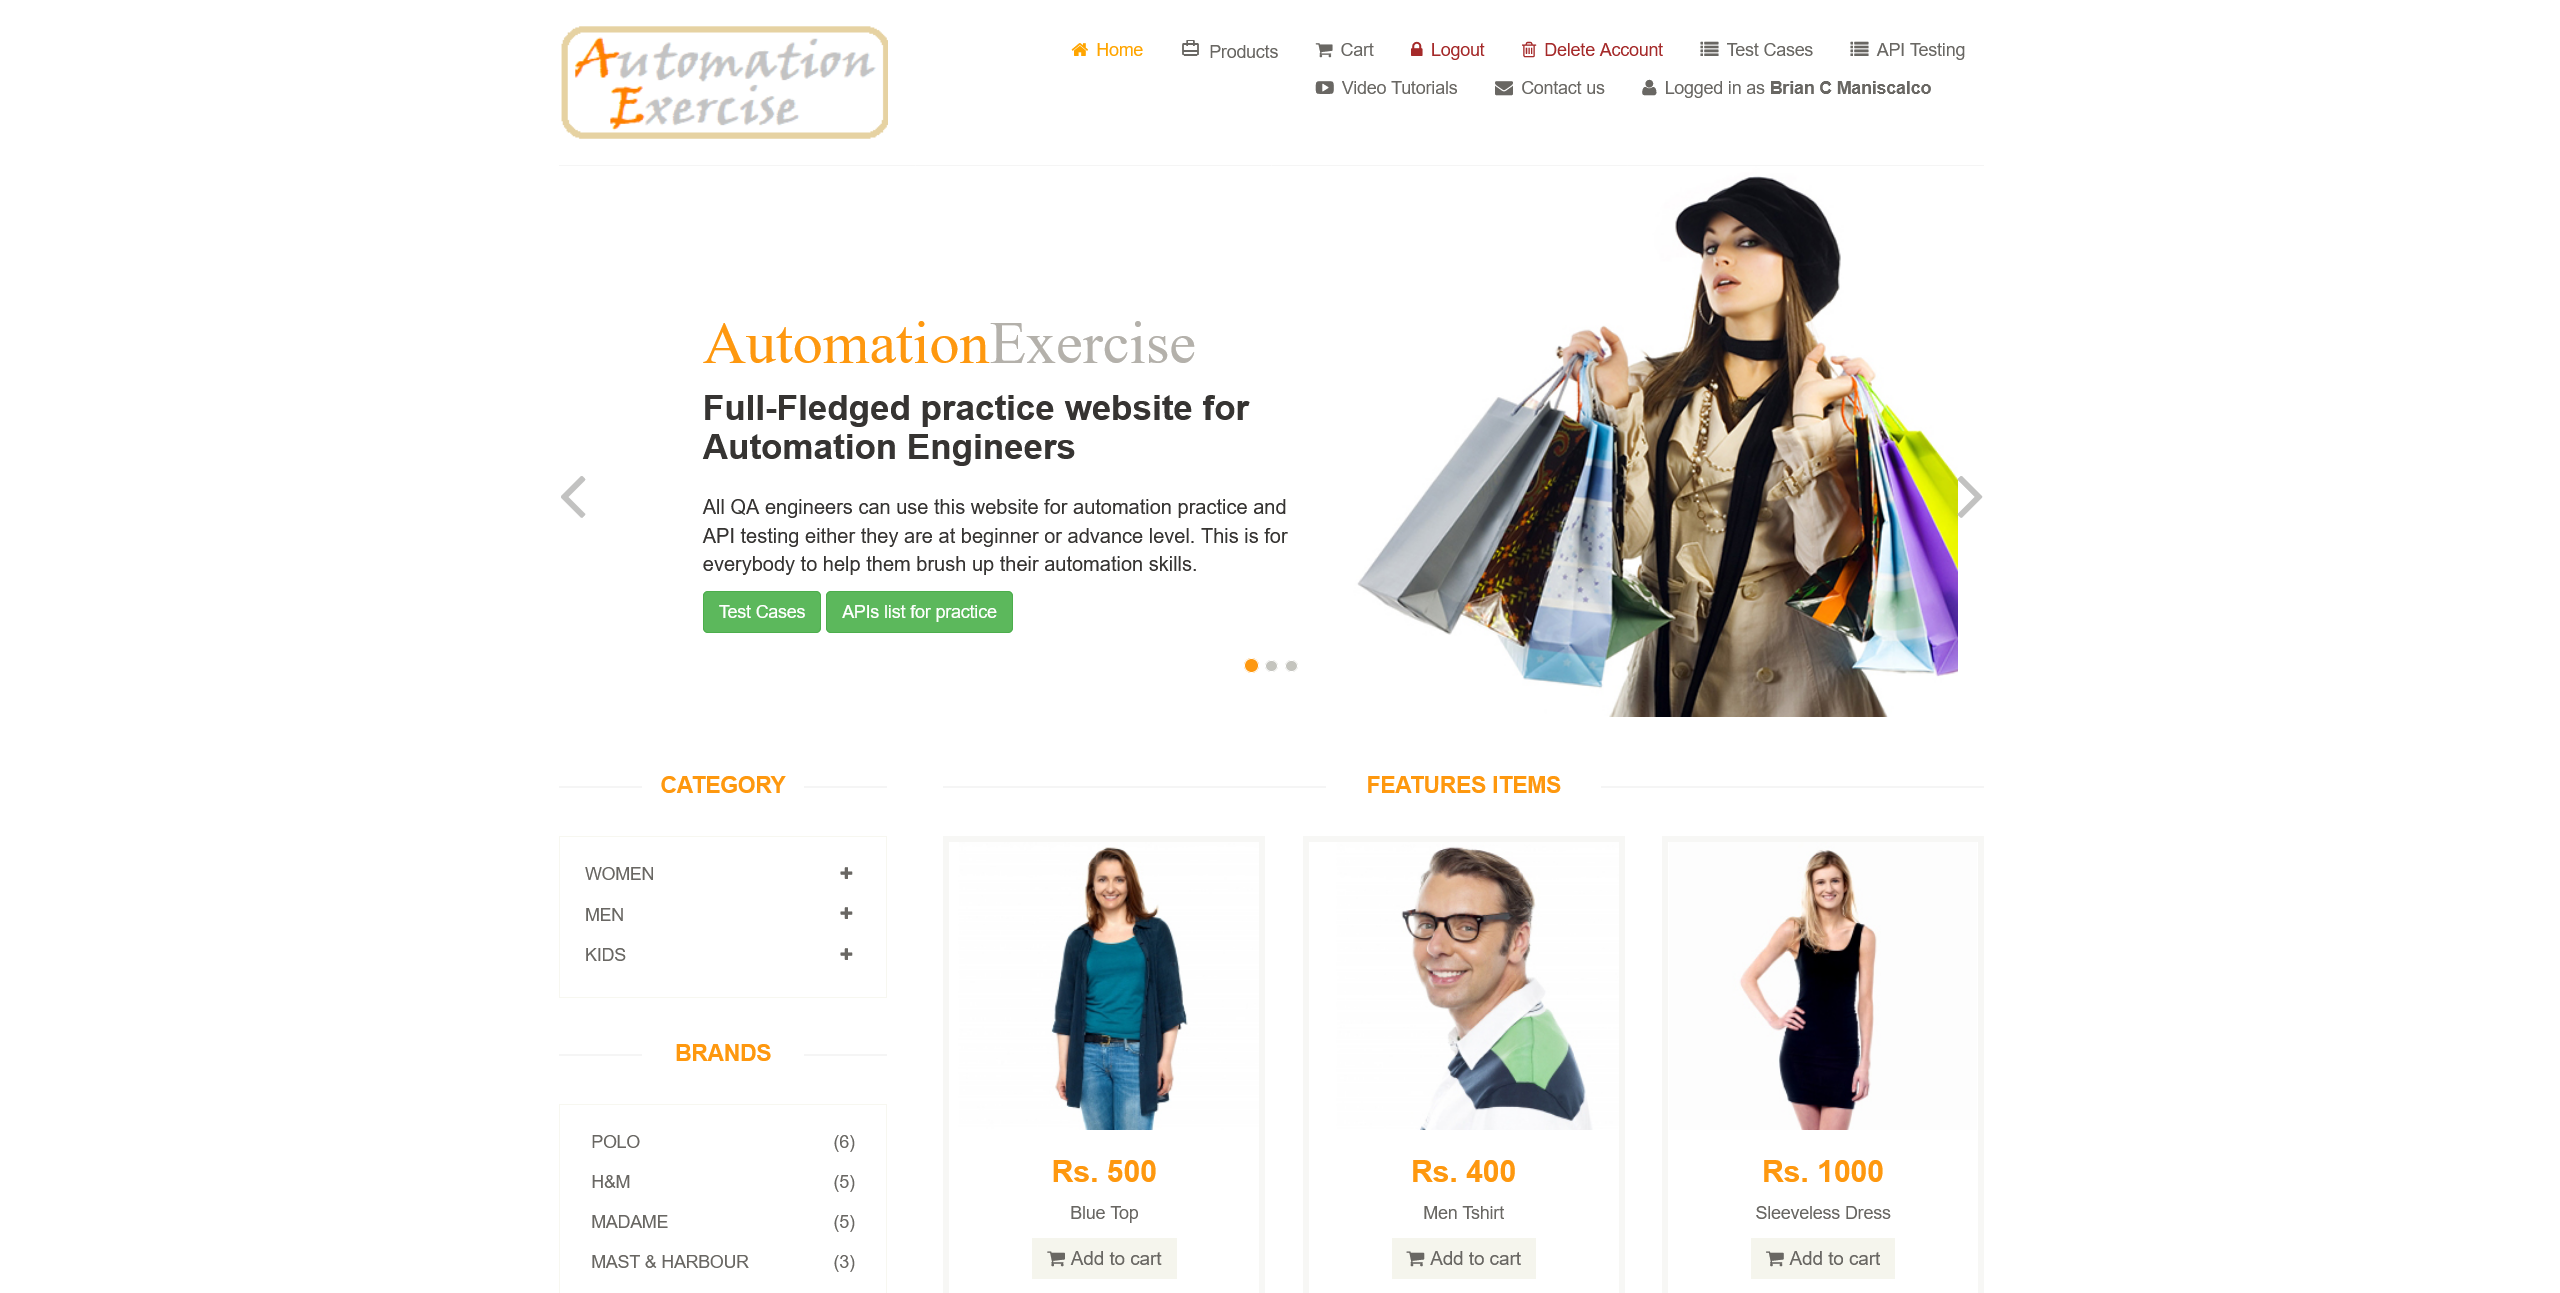 Automation
Exercise
Home Products Cart Logout Delete Account Test Cases API Testing
Video Tutorials Contact us Logged in as Brian C Maniscalco
AutomationExercise
Full-Fledged practice website for
Automation Engineers
All QA engineers can use this website for automation practice and
API testing either they are at beginner or advance level. This is for
everybody to help them brush up their automation skills.
Test Cases APIs list for practice
CATEGORY
WOMEN
MEN
KIDS
BRANDS
POLO (6)
H&M (5)
MADAME (5)
MAST & HARBOUR (3)
FEATURES ITEMS
Rs. 500
Blue Top
Add to cart
Rs. 400
Men Tshirt
Add to cart
Rs. 1000
Sleeveless Dress
Add to cart